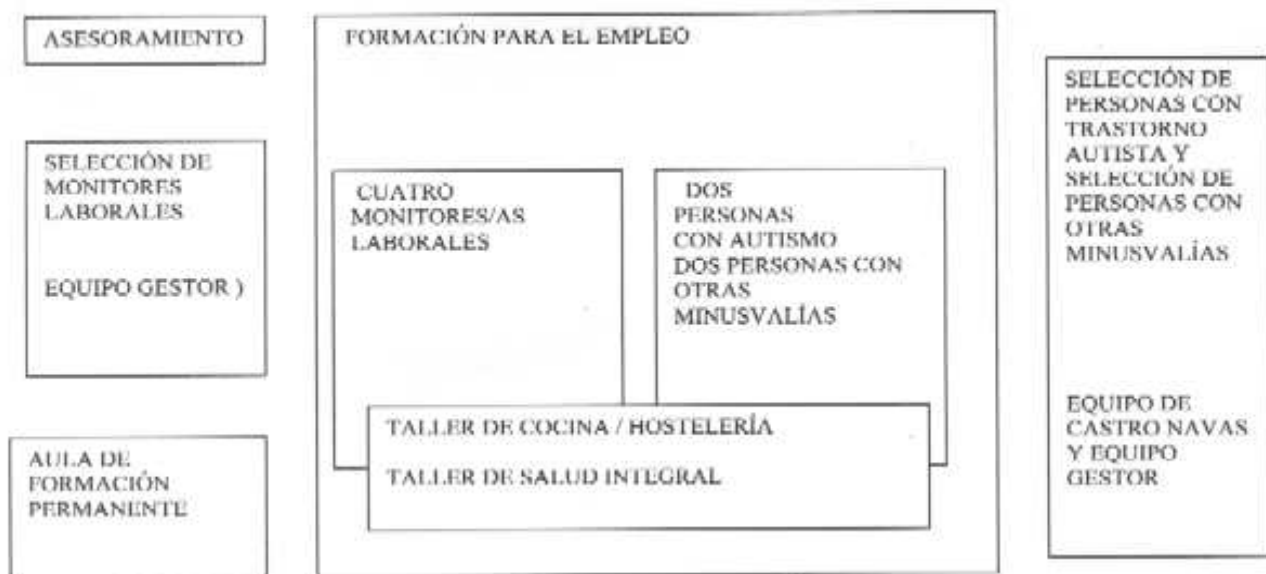 ASESORAMIENTO
SELECCIÓN DE
MONITORES
LABORALES
EQUIPO GESTOR )
AULA DE
FORMACIÓN
PERMANENTE
FORMACIÓN PARA EL EMPLEO
CUATRO
MONITORES/AS
LABORALES
DOS
PERSONAS
CON AUTISMO
DOS PERSONAS CON
OTRAS
MINUSVALÍAS
TALLER DE COCINA / HOSTELERÍA
TALLER DE SALUD INTEGRAL
SELECCIÓN DE
PERSONAS CON
TRASTORNO
AUTISTA Y
SELECCIÓN DE
PERSONAS CON
OTRAS
MINUSVALÍAS
EQUIPO DE
CASTRO NAVAS
Y EQUIPO
GESTOR